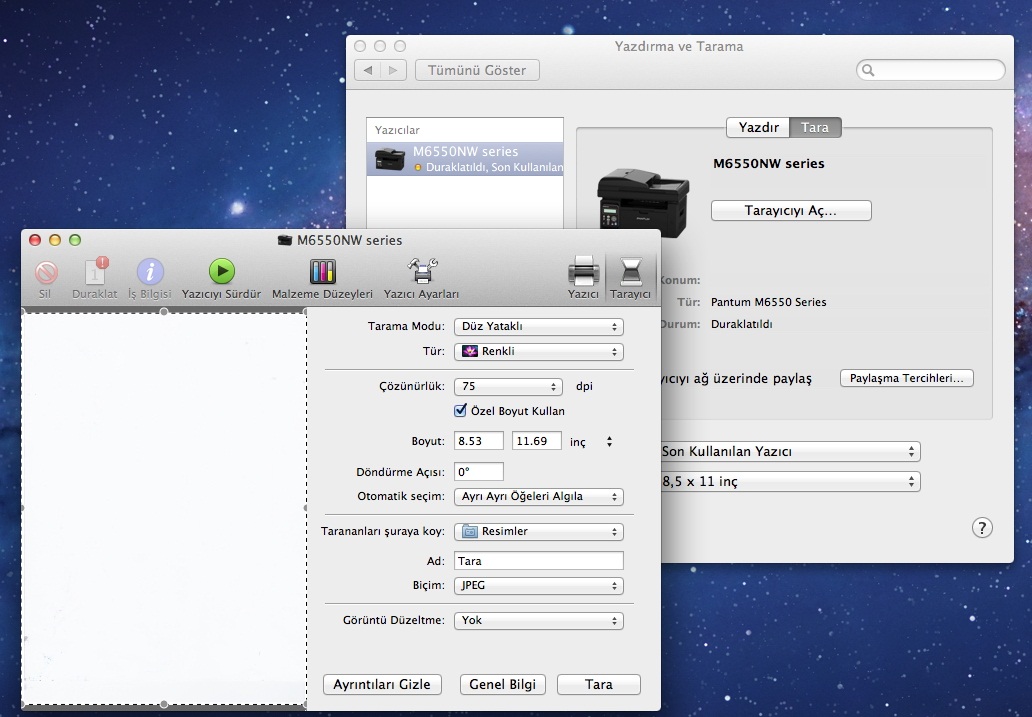 Yazdırma ve Tarama
Tümünü Göster
Yazıcılar
M6550NW series
Duraklatıldı, Son Kullanılan
Yazdır Tara
M6550NW series
Tarayıcıyı Aç...
Konum:
Tür: Pantum M6550 Series
Durum: Duraklatıldı
yıcıyı ağ üzerinde paylaş Paylaşma Tercihleri...
Son Kullanılan Yazıcı
8,5 x 11 inç
?
M6550NW series
Sil Duraklat İş Bilgisi Yazıcıyı Sürdür Malzeme Düzeyleri Yazıcı Ayarları Yazıcı Tarayıcı
Tarama Modu: Düz Yataklı
Tür: Renkli
Çözünürlük: 75 dpi
Özel Boyut Kullan
Boyut: 8.53 11.69 inç
Döndürme Açısı: 0°
Otomatik seçim: Ayrı Ayrı Öğeleri Algıla
Tarananları şuraya koy: Resimler
Ad: Tara
Biçim: JPEG
Görüntü Düzeltme: Yok
Ayrıntıları Gizle Genel Bilgi Tara